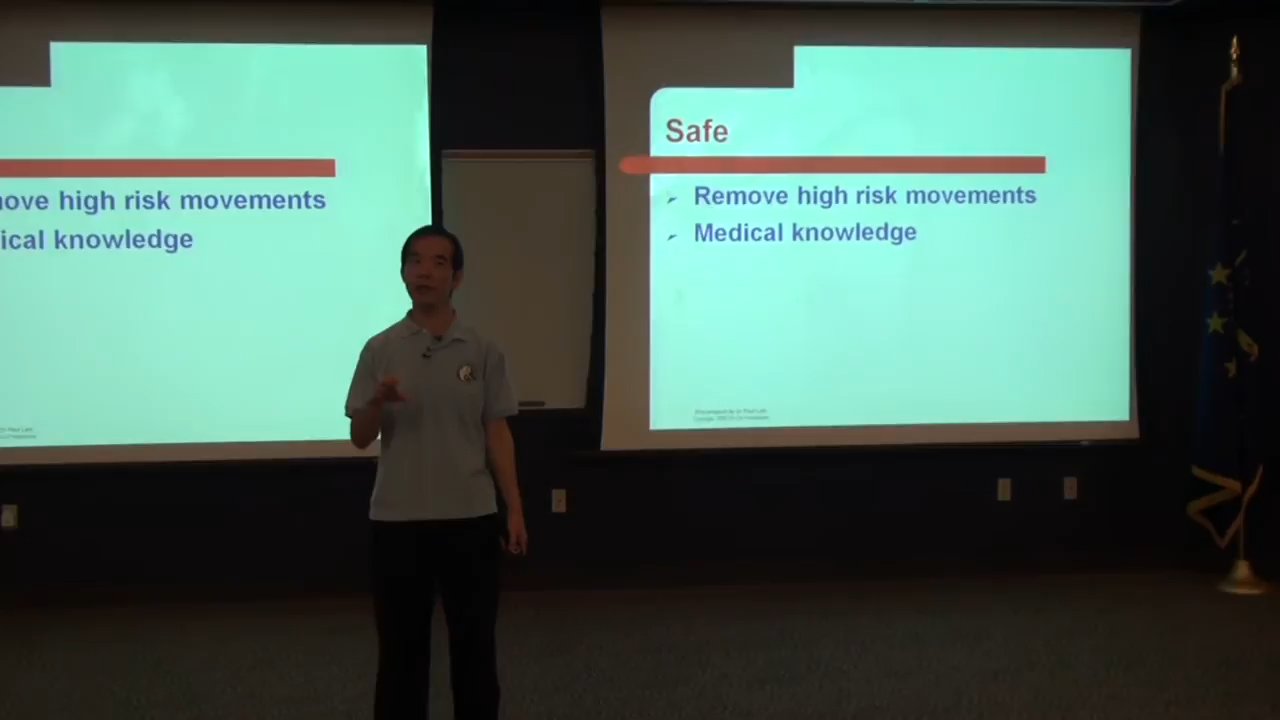 ove high risk movements
ical knowledge
Safe
Remove high risk movements
Medical knowledge